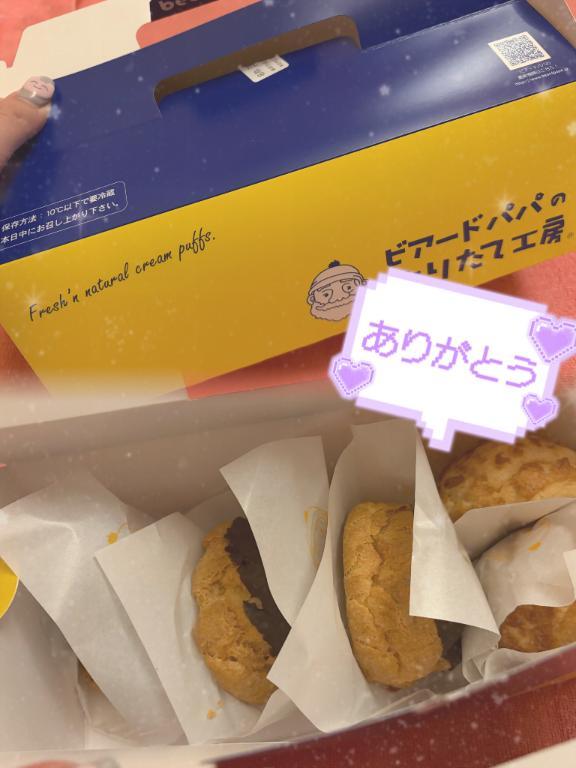 保存方法：10℃以下で要冷蔵
本日中にお召し上がり下さい。
Fresh'n natural cream puffs.
ビアードパパの
りたて工房
ありがとう